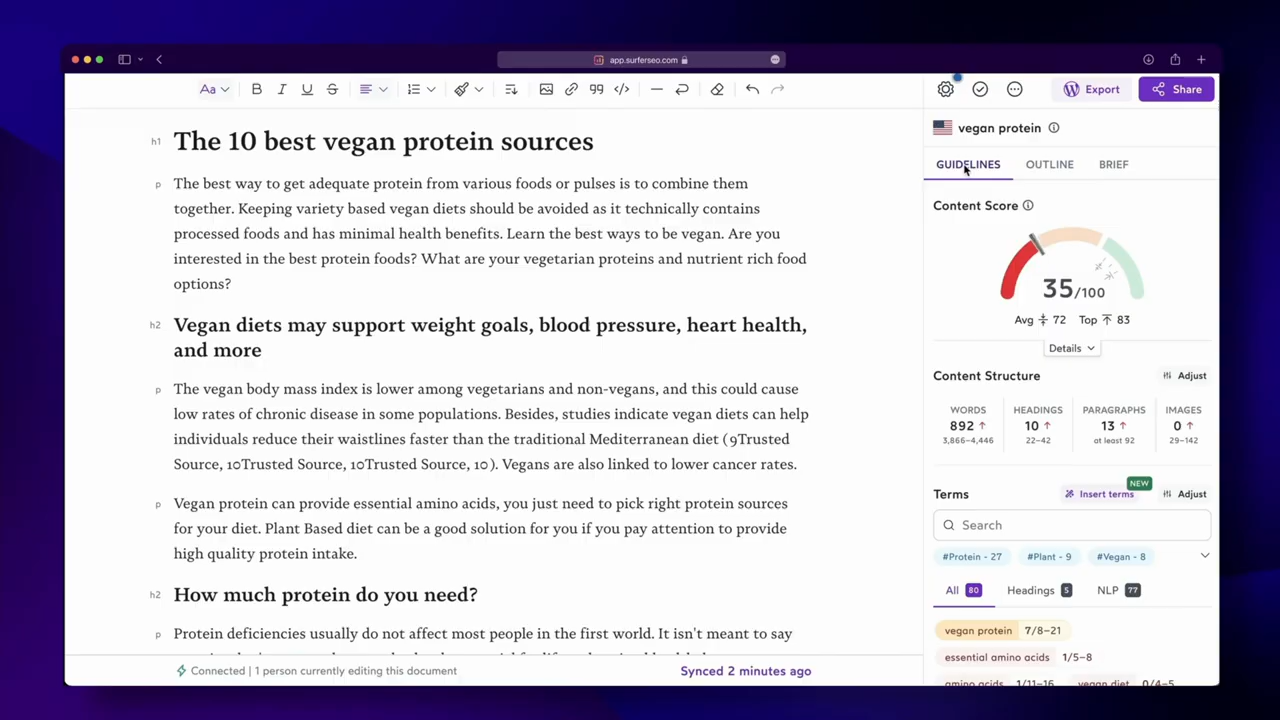 app.surferseo.com
Aa
B
I
U
S
Export
Share
h1
The 10 best vegan protein sources
p
The best way to get adequate protein from various foods or pulses is to combine them
together. Keeping variety based vegan diets should be avoided as it technically contains
processed foods and has minimal health benefits. Learn the best ways to be vegan. Are you
interested in the best protein foods? What are your vegetarian proteins and nutrient rich food
options?
h2
Vegan diets may support weight goals, blood pressure, heart health,
and more
p
The vegan body mass index is lower among vegetarians and non-vegans, and this could cause
low rates of chronic disease in some populations. Besides, studies indicate vegan diets can help
individuals reduce their waistlines faster than the traditional Mediterranean diet (9Trusted
Source, 10Trusted Source, 10Trusted Source, 10). Vegans are also linked to lower cancer rates.
p
Vegan protein can provide essential amino acids, you just need to pick right protein sources
for your diet. Plant Based diet can be a good solution for you if you pay attention to provide
high quality protein intake.
h2
How much protein do you need?
p
Protein deficiencies usually do not affect most people in the first world. It isn't meant to say
Connected | 1 person currently editing this document
Synced 2 minutes ago
vegan protein
GUIDELINES OUTLINE BRIEF
Content Score
35/100
Avg 72 Top 83
Details
Content Structure Adjust
WORDS HEADINGS PARAGRAPHS IMAGES
892 10 13 0
3,866–4,446 22–42 at least 92 29–142
NEW
Terms Insert terms Adjust
Search
#Protein - 27 #Plant - 9 #Vegan - 8
All 80 Headings 5 NLP 77
vegan protein 7/8–21
essential amino acids 1/5–8
amino acids 1/11–16 vegan diet 0/4–5